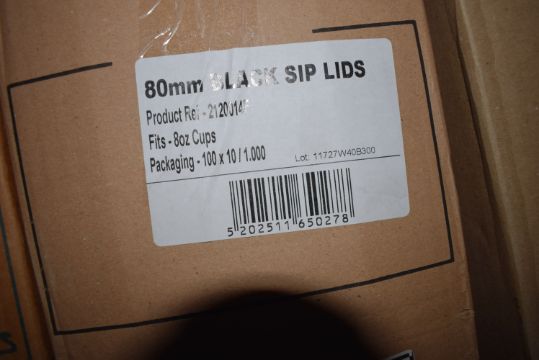 80mm BLACK SIP LIDS
Product Ref -
Fits - 8oz Cups
Packaging - 100 x 10 / 1.000
Lot: 11727W40B300
5 202511 650278